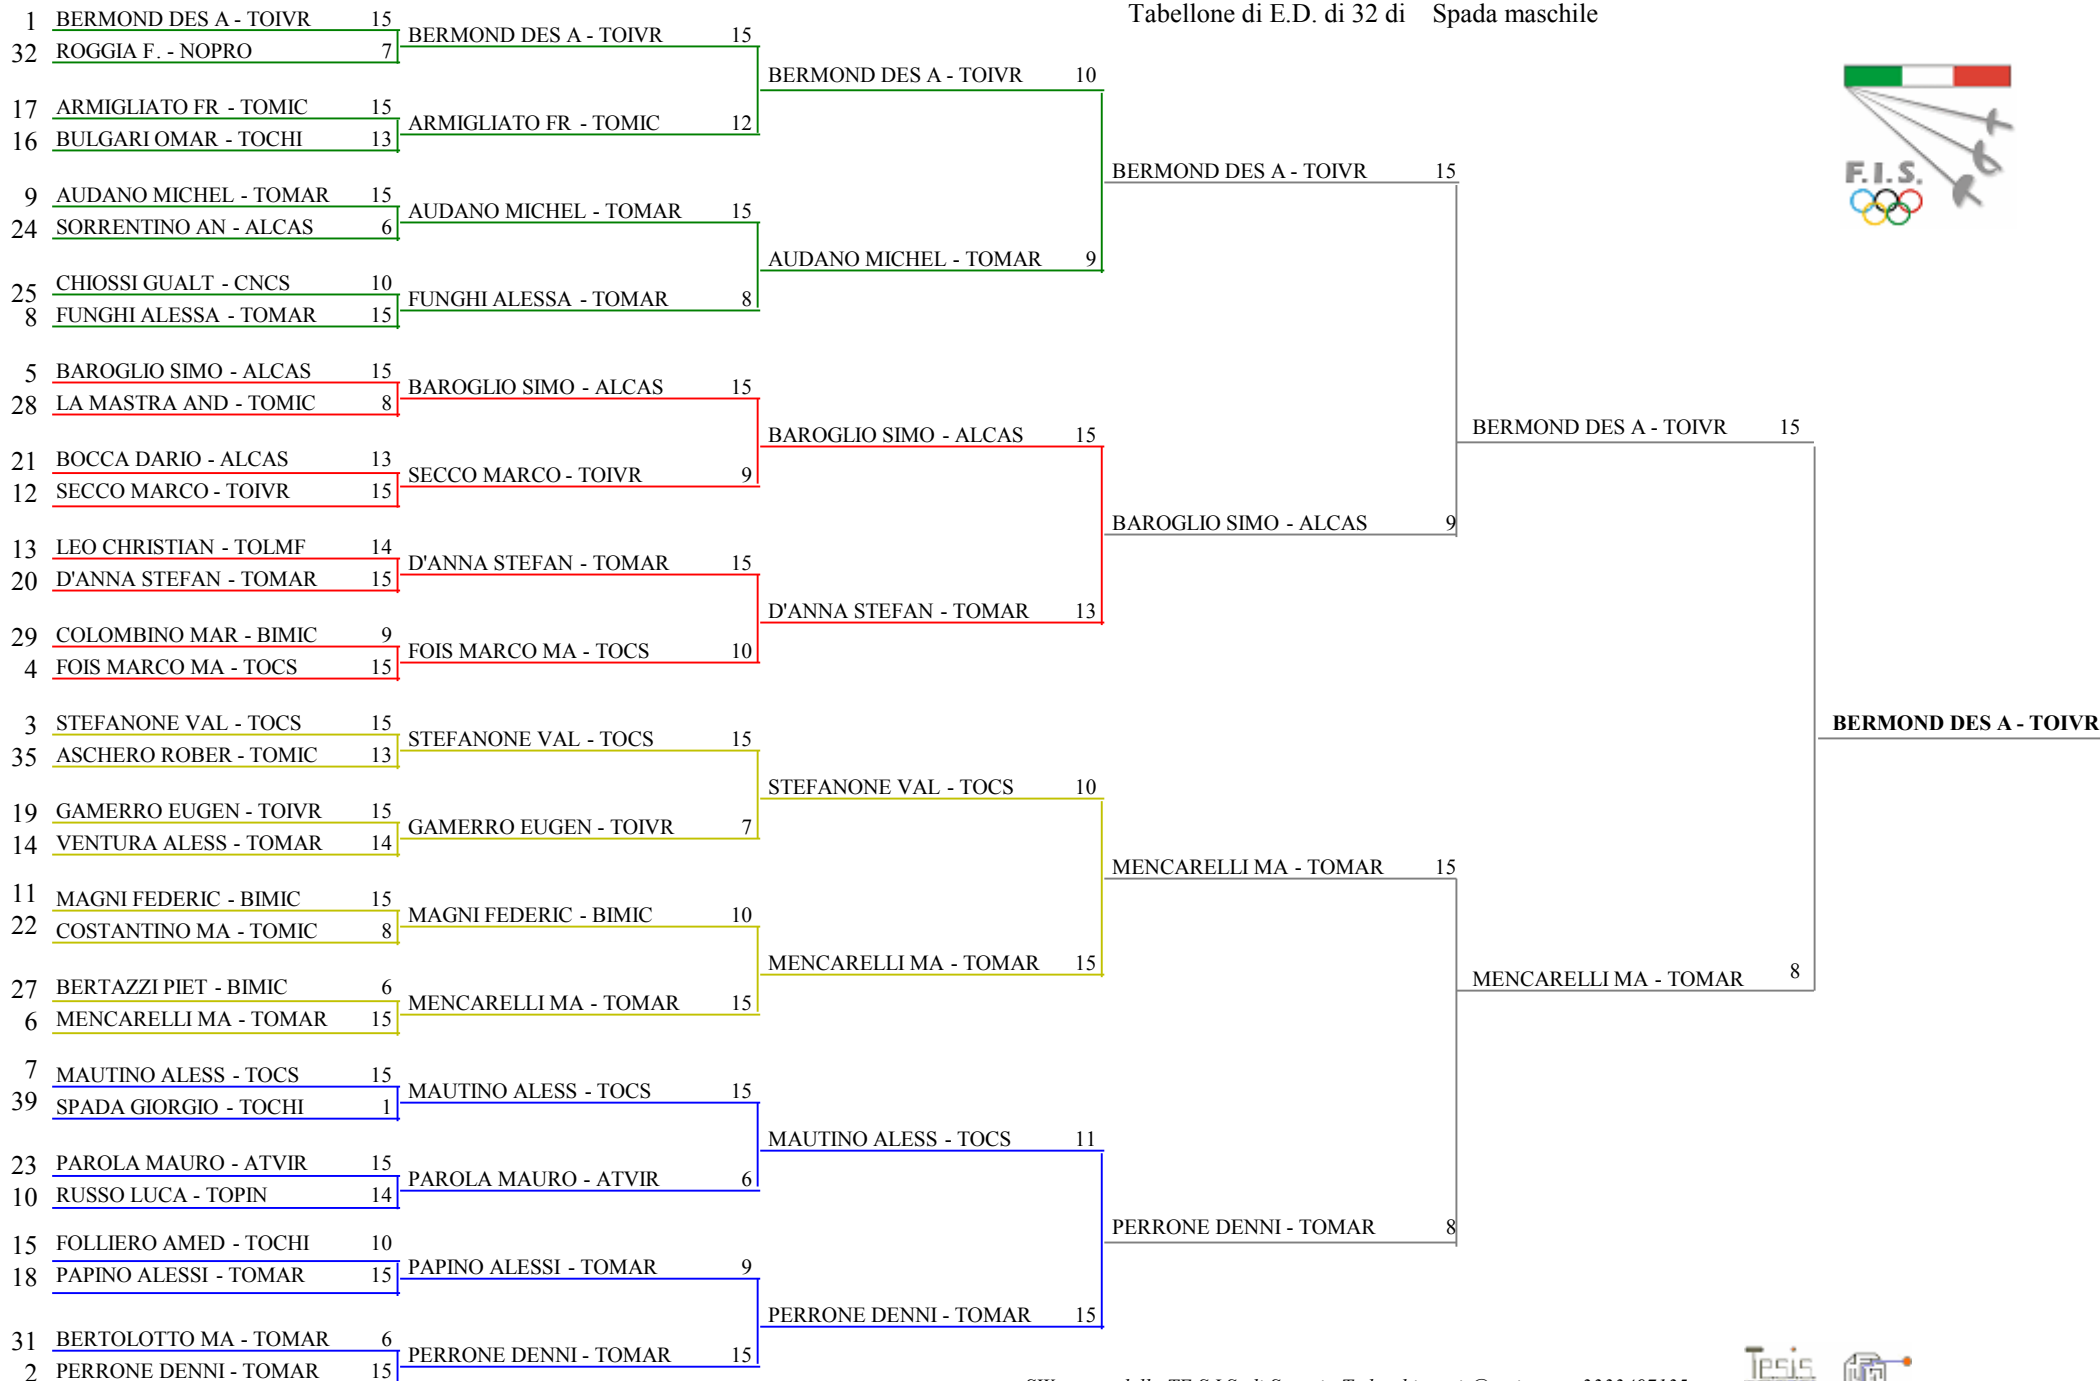 Tabellone di E.D. di 32 di Spada maschile
1 BERMOND DES A - TOIVR 15
32 ROGGIA F. - NOPRO 7
17 ARMIGLIATO FR - TOMIC 15
16 BULGARI OMAR - TOCHI 13
9 AUDANO MICHEL - TOMAR 15
24 SORRENTINO AN - ALCAS 6
25 CHIOSSI GUALT - CNCS 10
8 FUNGHI ALESSA - TOMAR 15
5 BAROGLIO SIMO - ALCAS 15
28 LA MASTRA AND - TOMIC 8
21 BOCCA DARIO - ALCAS 13
12 SECCO MARCO - TOIVR 15
13 LEO CHRISTIAN - TOLMF 14
20 D'ANNA STEFAN - TOMAR 15
29 COLOMBINO MAR - BIMIC 9
4 FOIS MARCO MA - TOCS 15
3 STEFANONE VAL - TOCS 15
35 ASCHERO ROBER - TOMIC 13
19 GAMERRO EUGEN - TOIVR 15
14 VENTURA ALESS - TOMAR 14
11 MAGNI FEDERIC - BIMIC 15
22 COSTANTINO MA - TOMIC 8
27 BERTAZZI PIET - BIMIC 6
6 MENCARELLI MA - TOMAR 15
7 MAUTINO ALESS - TOCS 15
39 SPADA GIORGIO - TOCHI 1
23 PAROLA MAURO - ATVIR 15
10 RUSSO LUCA - TOPIN 14
15 FOLLIERO AMED - TOCHI 10
18 PAPINO ALESSI - TOMAR 15
31 BERTOLOTTO MA - TOMAR 6
2 PERRONE DENNI - TOMAR 15
BERMOND DES A - TOIVR 15
ARMIGLIATO FR - TOMIC 12
AUDANO MICHEL - TOMAR 15
FUNGHI ALESSA - TOMAR 8
BAROGLIO SIMO - ALCAS 15
SECCO MARCO - TOIVR 9
D'ANNA STEFAN - TOMAR 15
FOIS MARCO MA - TOCS 10
STEFANONE VAL - TOCS 15
GAMERRO EUGEN - TOIVR 7
MAGNI FEDERIC - BIMIC 10
MENCARELLI MA - TOMAR 15
MAUTINO ALESS - TOCS 15
PAROLA MAURO - ATVIR 6
PAPINO ALESSI - TOMAR 9
PERRONE DENNI - TOMAR 15
BERMOND DES A - TOIVR 10
AUDANO MICHEL - TOMAR 9
BAROGLIO SIMO - ALCAS 15
D'ANNA STEFAN - TOMAR 13
STEFANONE VAL - TOCS 10
MENCARELLI MA - TOMAR 15
MAUTINO ALESS - TOCS 11
PERRONE DENNI - TOMAR 15
BERMOND DES A - TOIVR 15
BAROGLIO SIMO - ALCAS 9
MENCARELLI MA - TOMAR 15
PERRONE DENNI - TOMAR 8
BERMOND DES A - TOIVR 15
MENCARELLI MA - TOMAR 8
BERMOND DES A - TOIVR
F.I.S.
Tesis